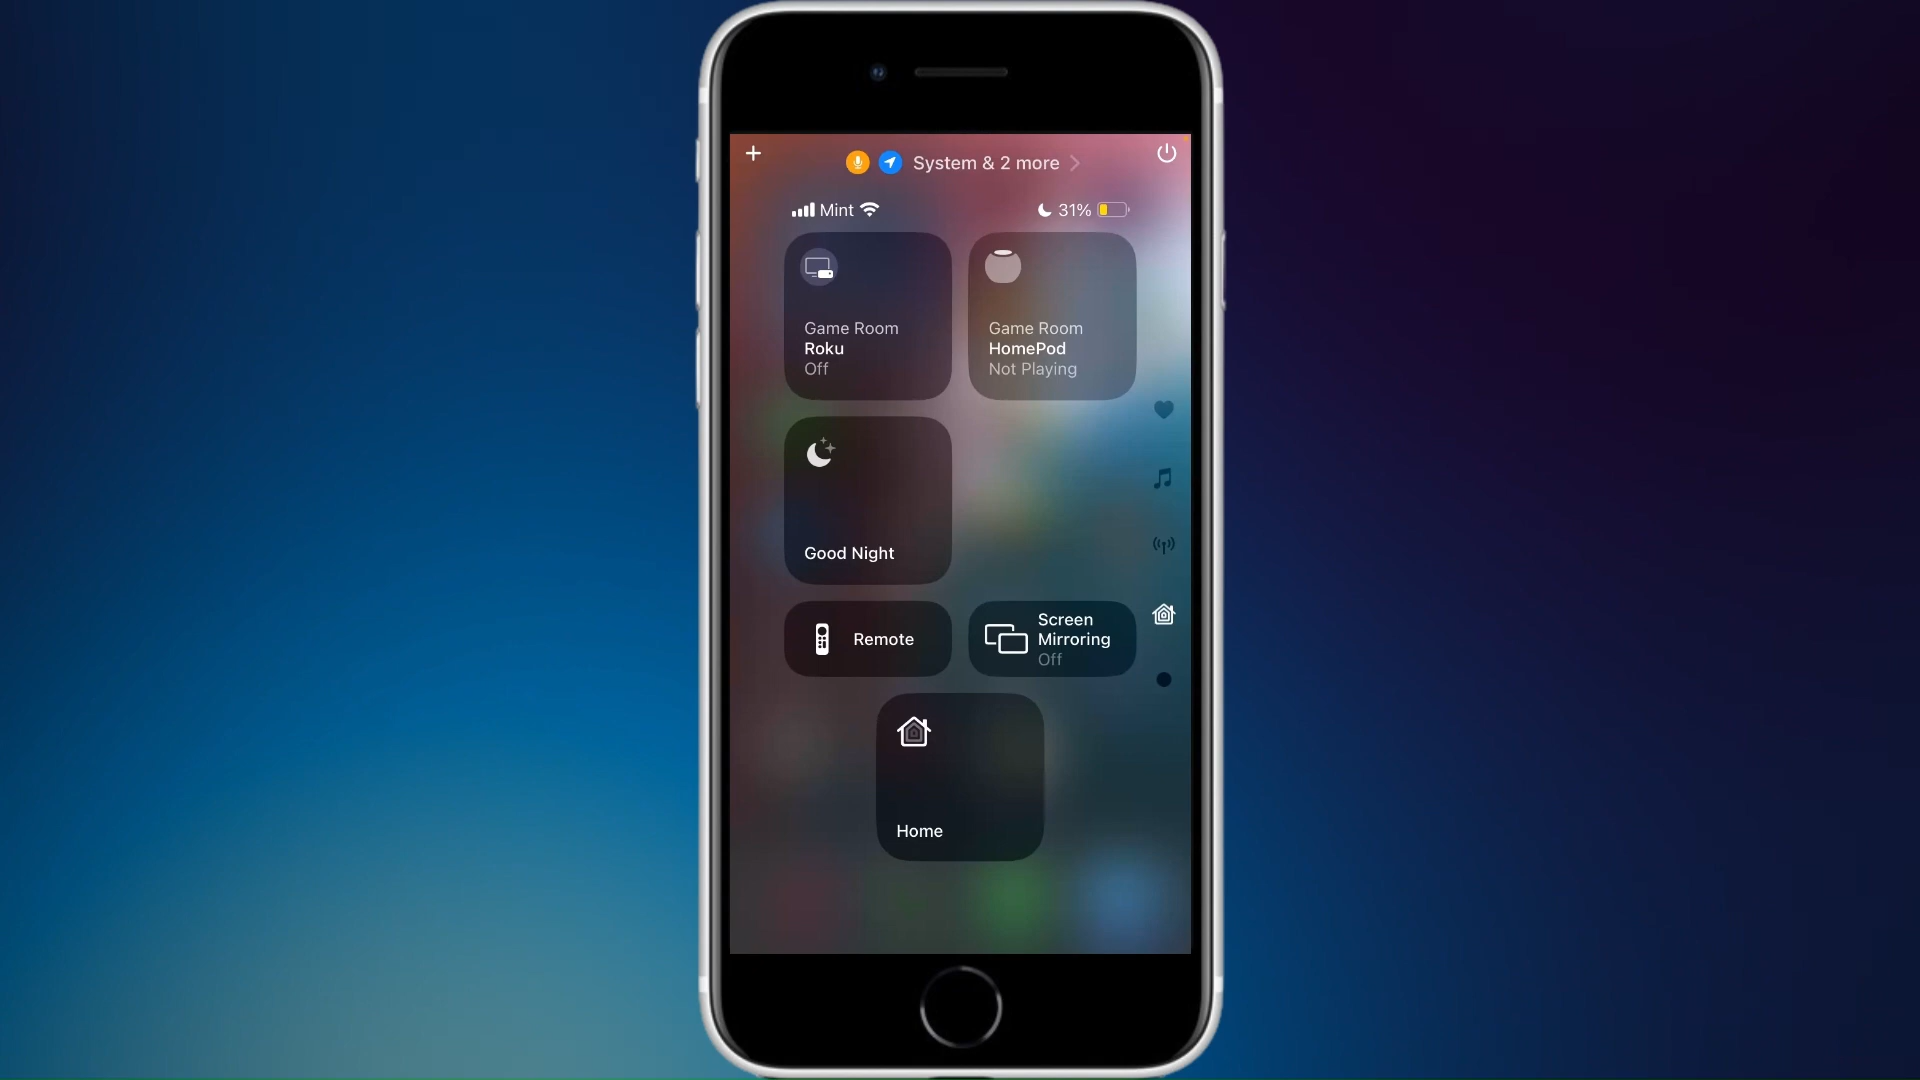 System & 2 more
Mint
31%
Game Room
Roku
Off
Game Room
HomePod
Not Playing
Good Night
Remote
Screen
Mirroring
Off
Home